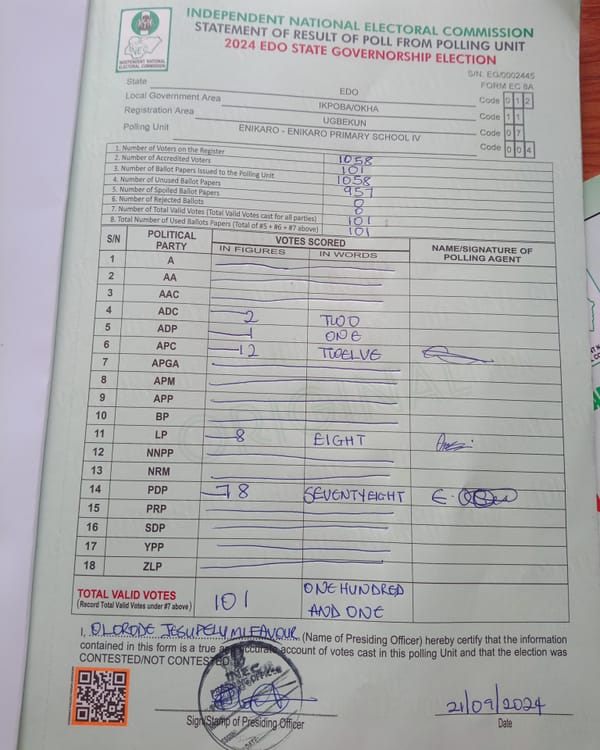 INDEPENDENT NATIONAL ELECTORAL COMMISSION
STATEMENT OF RESULT OF POLL FROM POLLING UNIT
2024 EDO STATE GOVERNORSHIP ELECTION
INEC
INDEPENDENT NATIONAL
ELECTORAL COMMISSION
S/N: EG/0002445
FORM EC 8A
State EDO Code 0 1 2
Local Government Area IKPOBA/OKHA Code 1 1
Registration Area UGBEKUN Code 0 7
Polling Unit ENIKARO - ENIKARO PRIMARY SCHOOL IV Code 0 0 4
1. Number of Voters on the Register 1058
2. Number of Accredited Voters 101
3. Number of Ballot Papers Issued to the Polling Unit 1058
4. Number of Unused Ballot Papers 957
5. Number of Spoiled Ballot Papers 0
6. Number of Rejected Ballots 0
7. Number of Total Valid Votes (Total Valid Votes cast for all parties) 101
8. Total Number of Used Ballots Papers (Total of #5 + #6 + #7 above) 101
S/N POLITICAL PARTY VOTES SCORED NAME/SIGNATURE OF POLLING AGENT
IN FIGURES IN WORDS
1 A
2 AA
3 AAC
4 ADC 2 TWO
5 ADP 1 ONE
6 APC 12 TWELVE
7 APGA
8 APM
9 APP
10 BP
11 LP 8 EIGHT
12 NNPP
13 NRM
14 PDP 78 SEVENTY EIGHT
15 PRP
16 SDP
17 YPP
18 ZLP
ORIGINAL
TOTAL VALID VOTES 101 ONE HUNDRED
(Record Total Valid Votes under #7 above) AND ONE
I, OLORODE (Name of Presiding Officer) hereby certify that the information
contained in this form is a true and accurate account of votes cast in this polling Unit and that the election was
CONTESTED/NOT CONTESTED.
INEC
21/09/2024
Sign/Stamp of Presiding Officer Date